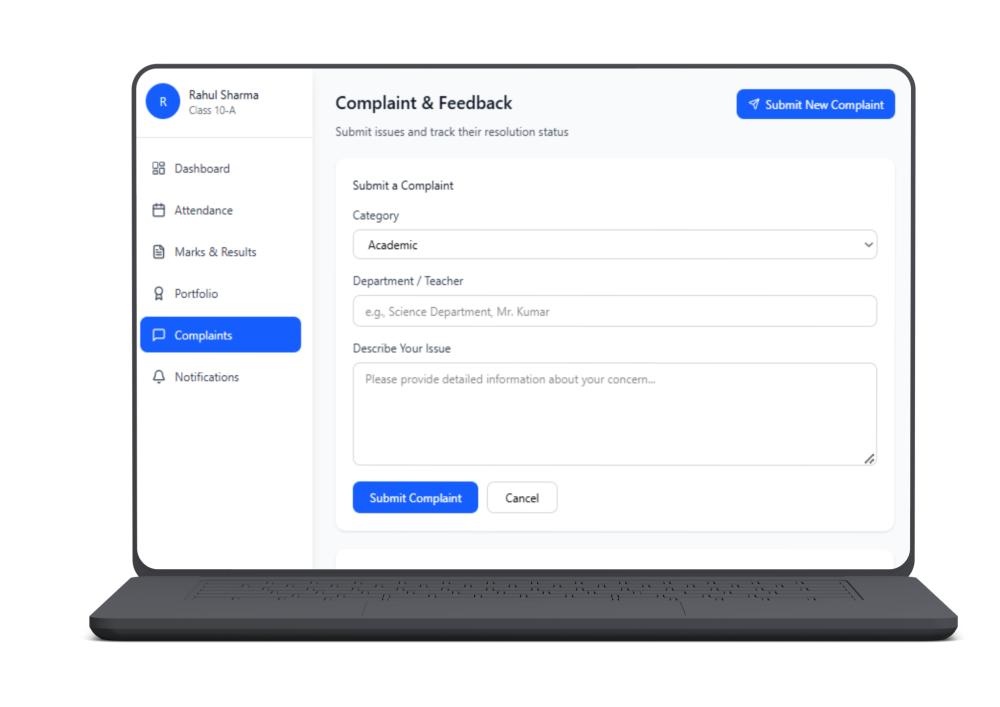 R
Rahul Sharma
Class 10-A
Dashboard
Attendance
Marks & Results
Portfolio
Complaints
Notifications
Complaint & Feedback
Submit New Complaint
Submit issues and track their resolution status
Submit a Complaint
Category
Academic
Department / Teacher
e.g., Science Department, Mr. Kumar
Describe Your Issue
Please provide detailed information about your concern...
Submit Complaint
Cancel